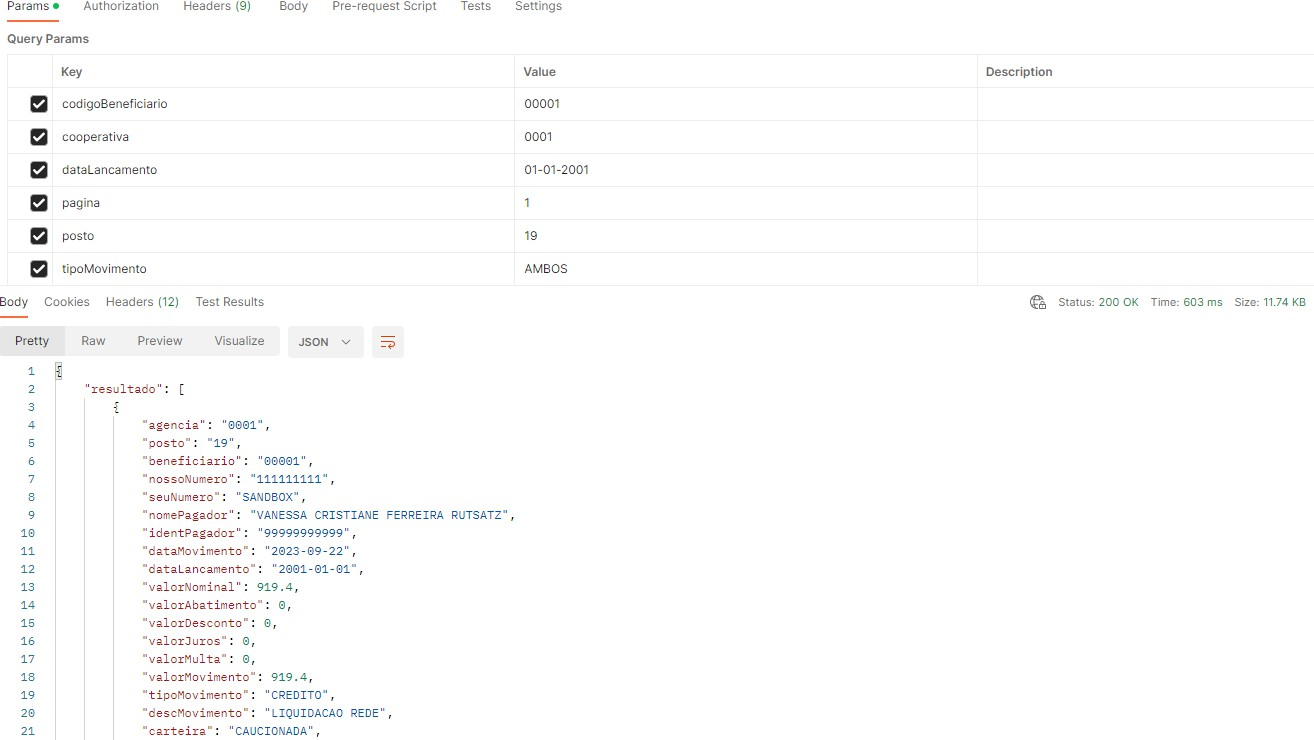 Params Authorization Headers (9) Body Pre-request Script Tests Settings
Query Params
Key Value Description
codigoBeneficiario 00001
cooperativa 0001
dataLancamento 01-01-2001
pagina 1
posto 19
tipoMovimento AMBOS
Body Cookies Headers (12) Test Results Status: 200 OK Time: 603 ms Size: 11.74 KB
Pretty Raw Preview Visualize JSON
1 {
2 "resultado": [
3 {
4 "agencia": "0001",
5 "posto": "19",
6 "beneficiario": "00001",
7 "nossoNumero": "111111111",
8 "seuNumero": "SANDBOX",
9 "nomePagador": "VANESSA CRISTIANE FERREIRA RUTSATZ",
10 "identPagador": "99999999999",
11 "dataMovimento": "2023-09-22",
12 "dataLancamento": "2001-01-01",
13 "valorNominal": 919.4,
14 "valorAbatimento": 0,
15 "valorDesconto": 0,
16 "valorJuros": 0,
17 "valorMulta": 0,
18 "valorMovimento": 919.4,
19 "tipoMovimento": "CREDITO",
20 "descMovimento": "LIQUIDACAO REDE",
21 "carteira": "CAUCIONADA",